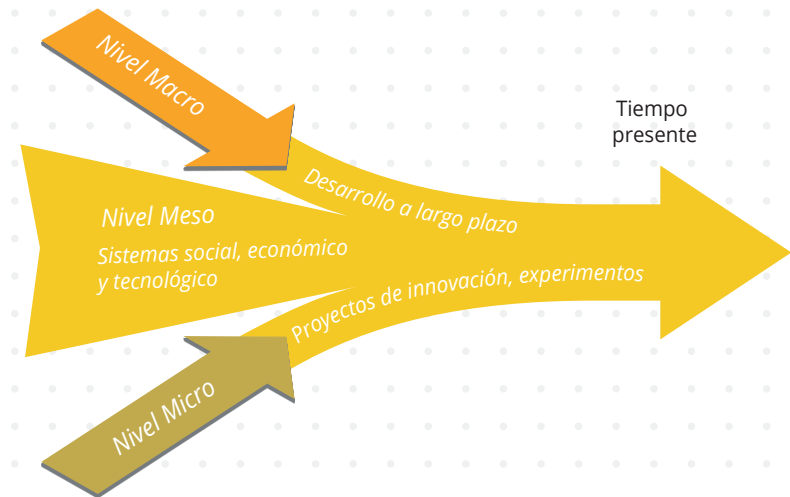 Nivel Macro
Tiempo
presente
Desarrollo a largo plazo
Nivel Meso
Sistemas social, económico
y tecnológico
Proyectos de innovación, experimentos
Nivel Micro